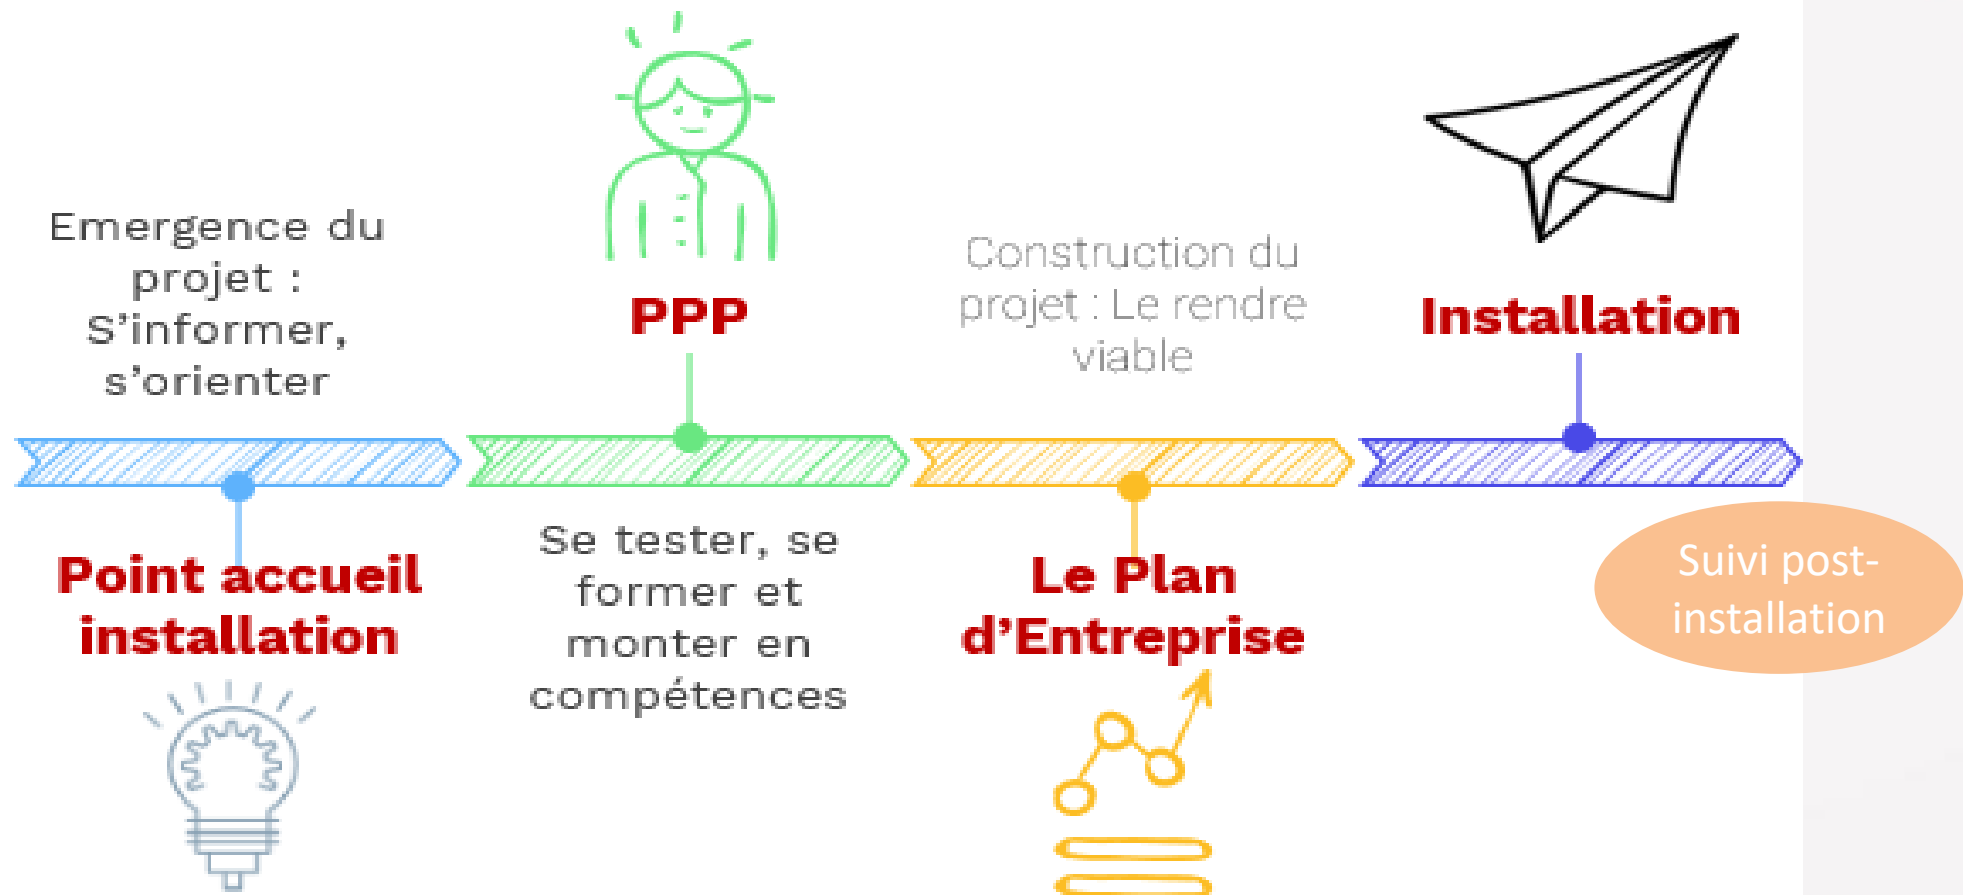 Emergence du
projet :
S'informer,
s'orienter
Point accueil
installation
PPP
Se tester, se
former et
monter en
compétences
Construction du
projet : Le rendre
viable
Le Plan
d'Entreprise
Installation
Suivi post-
installation